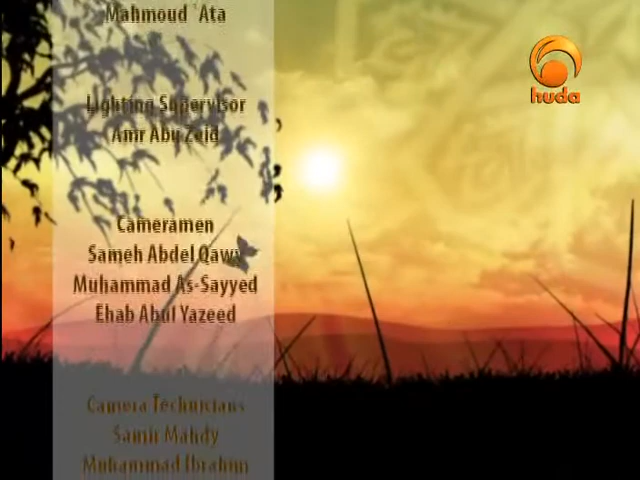 Mahmoud `Ata
Lighting Supervisor
Amr Abu Zeid
Cameramen
Sameh Abdel Qawy
Muhammad As-Sayyed
Ehab Abul Yazeed
Camera Technicians
Samir Mahdy
Muhammad Ibrahim
huda